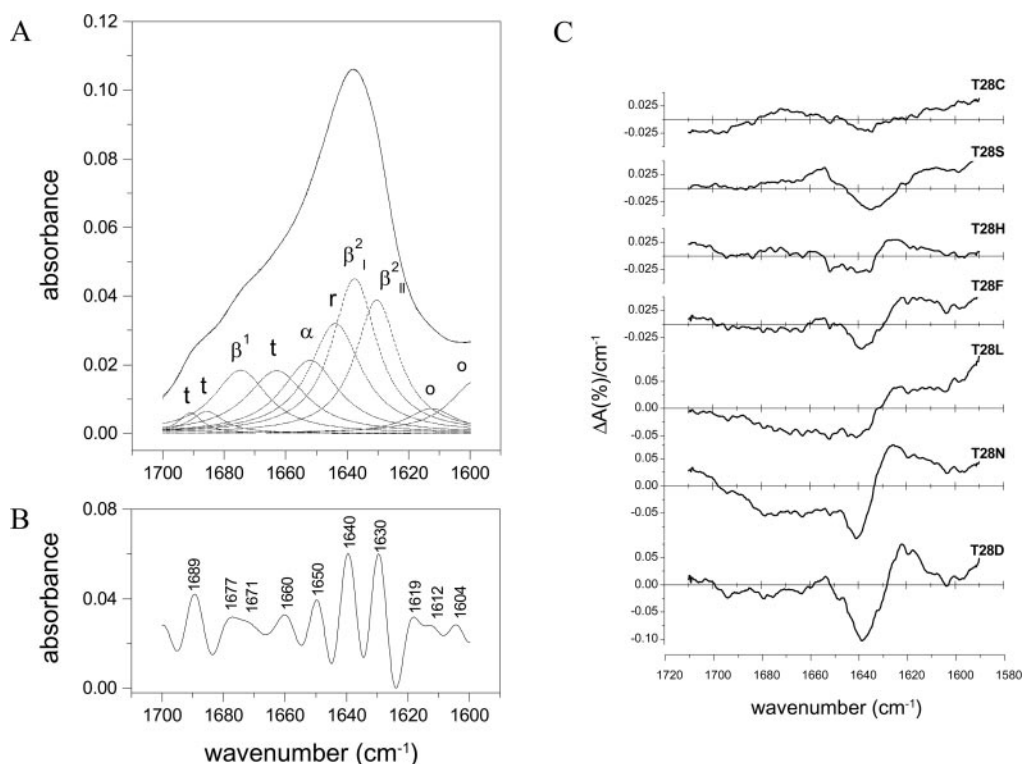 A
absorbance
0.12
0.10
0.08
0.06
0.04
0.02
0.00
t
t
β¹
t
α
r
β²I
β²II
o
o
1700
1680
1660
1640
1620
1600
B
absorbance
0.08
0.04
0.00
1689
1677
1671
1660
1650
1640
1630
1619
1612
1604
1700
1680
1660
1640
1620
1600
wavenumber (cm⁻¹)
C
ΔA(%)/cm⁻¹
T28C
0.025
-0.025
T28S
0.025
-0.025
T28H
0.025
-0.025
T28F
0.025
-0.025
T28L
0.05
0.00
-0.05
T28N
0.00
-0.05
T28D
0.05
0.00
-0.05
-0.10
1720
1700
1680
1660
1640
1620
1600
1580
wavenumber (cm⁻¹)